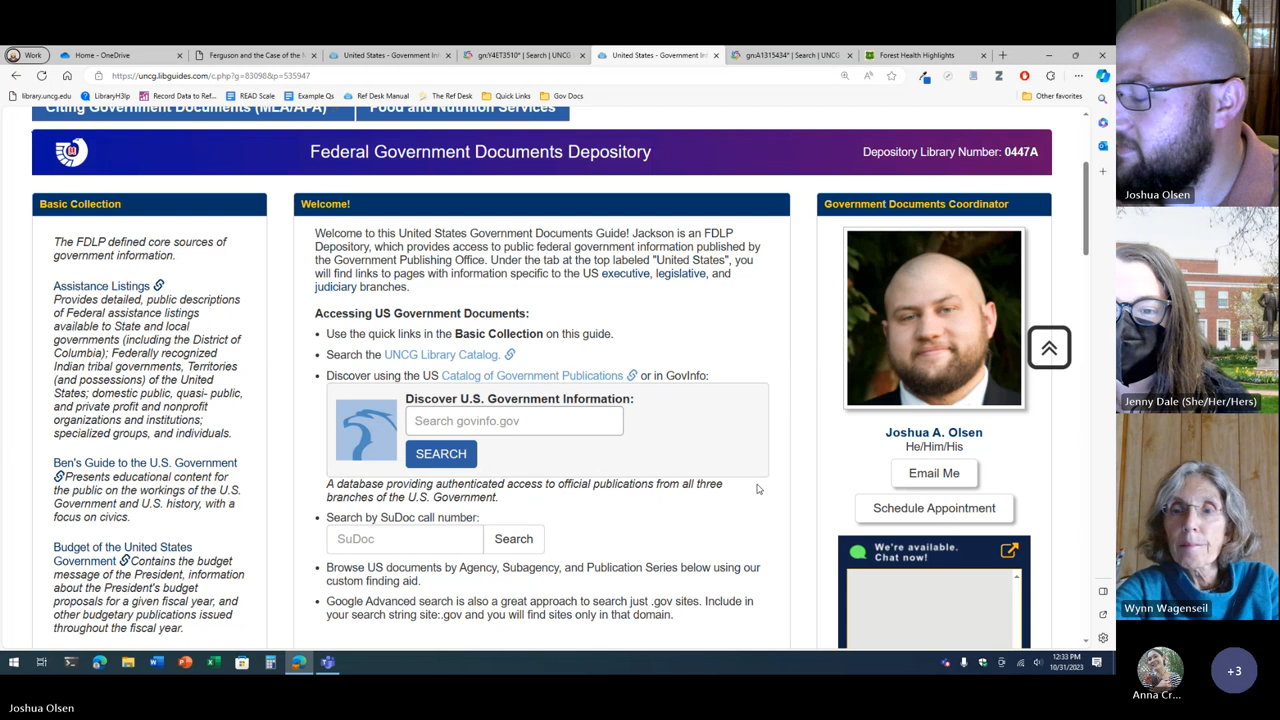 Work
Home - OneDrive
Ferguson and the Case of the M
United States - Government In
gn:Y4ET3510* | Search | UNCG
United States - Government In
gn:A1315434* | Search | UNCG
Forest Health Highlights
https://uncg.libguides.com/c.php?g=83098&p=535947
library.uncg.edu
LibraryH3lp
Record Data to Ref...
READ Scale
Example Qs
Ref Desk Manual
The Ref Desk
Quick Links
Gov Docs
Other favorites
Citing Government Documents (MLA/APA)
Food and Nutrition Services
Federal Government Documents Depository
Depository Library Number: 0447A
Basic Collection
The FDLP defined core sources of
government information.
Assistance Listings
Provides detailed, public descriptions
of Federal assistance listings
available to State and local
governments (including the District of
Columbia); Federally recognized
Indian tribal governments, Territories
(and possessions) of the United
States; domestic public, quasi- public,
and private profit and nonprofit
organizations and institutions;
specialized groups, and individuals.
Ben's Guide to the U.S. Government
Presents educational content for
the public on the workings of the U.S.
Government and U.S. history, with a
focus on civics.
Budget of the United States
Government Contains the budget
message of the President, information
about the President's budget
proposals for a given fiscal year, and
other budgetary publications issued
throughout the fiscal year.
Welcome!
Welcome to this United States Government Documents Guide! Jackson is an FDLP
Depository, which provides access to public federal government information published by
the Government Publishing Office. Under the tab at the top labeled "United States", you
will find links to pages with information specific to the US executive, legislative, and
judiciary branches.
Accessing US Government Documents:
• Use the quick links in the Basic Collection on this guide.
• Search the UNCG Library Catalog.
• Discover using the US Catalog of Government Publications or in GovInfo:
Discover U.S. Government Information:
Search govinfo.gov
SEARCH
A database providing authenticated access to official publications from all three
branches of the U.S. Government.
• Search by SuDoc call number:
SuDoc
Search
• Browse US documents by Agency, Subagency, and Publication Series below using our
custom finding aid.
• Google Advanced search is also a great approach to search just .gov sites. Include in
your search string site:.gov and you will find sites only in that domain.
Government Documents Coordinator
Joshua A. Olsen
He/Him/His
Email Me
Schedule Appointment
We're available.
Chat now!
12:33 PM
10/31/2023
Joshua Olsen
Jenny Dale (She/Her/Hers)
Wynn Wagenseil
Anna Cr...
+3
Joshua Olsen